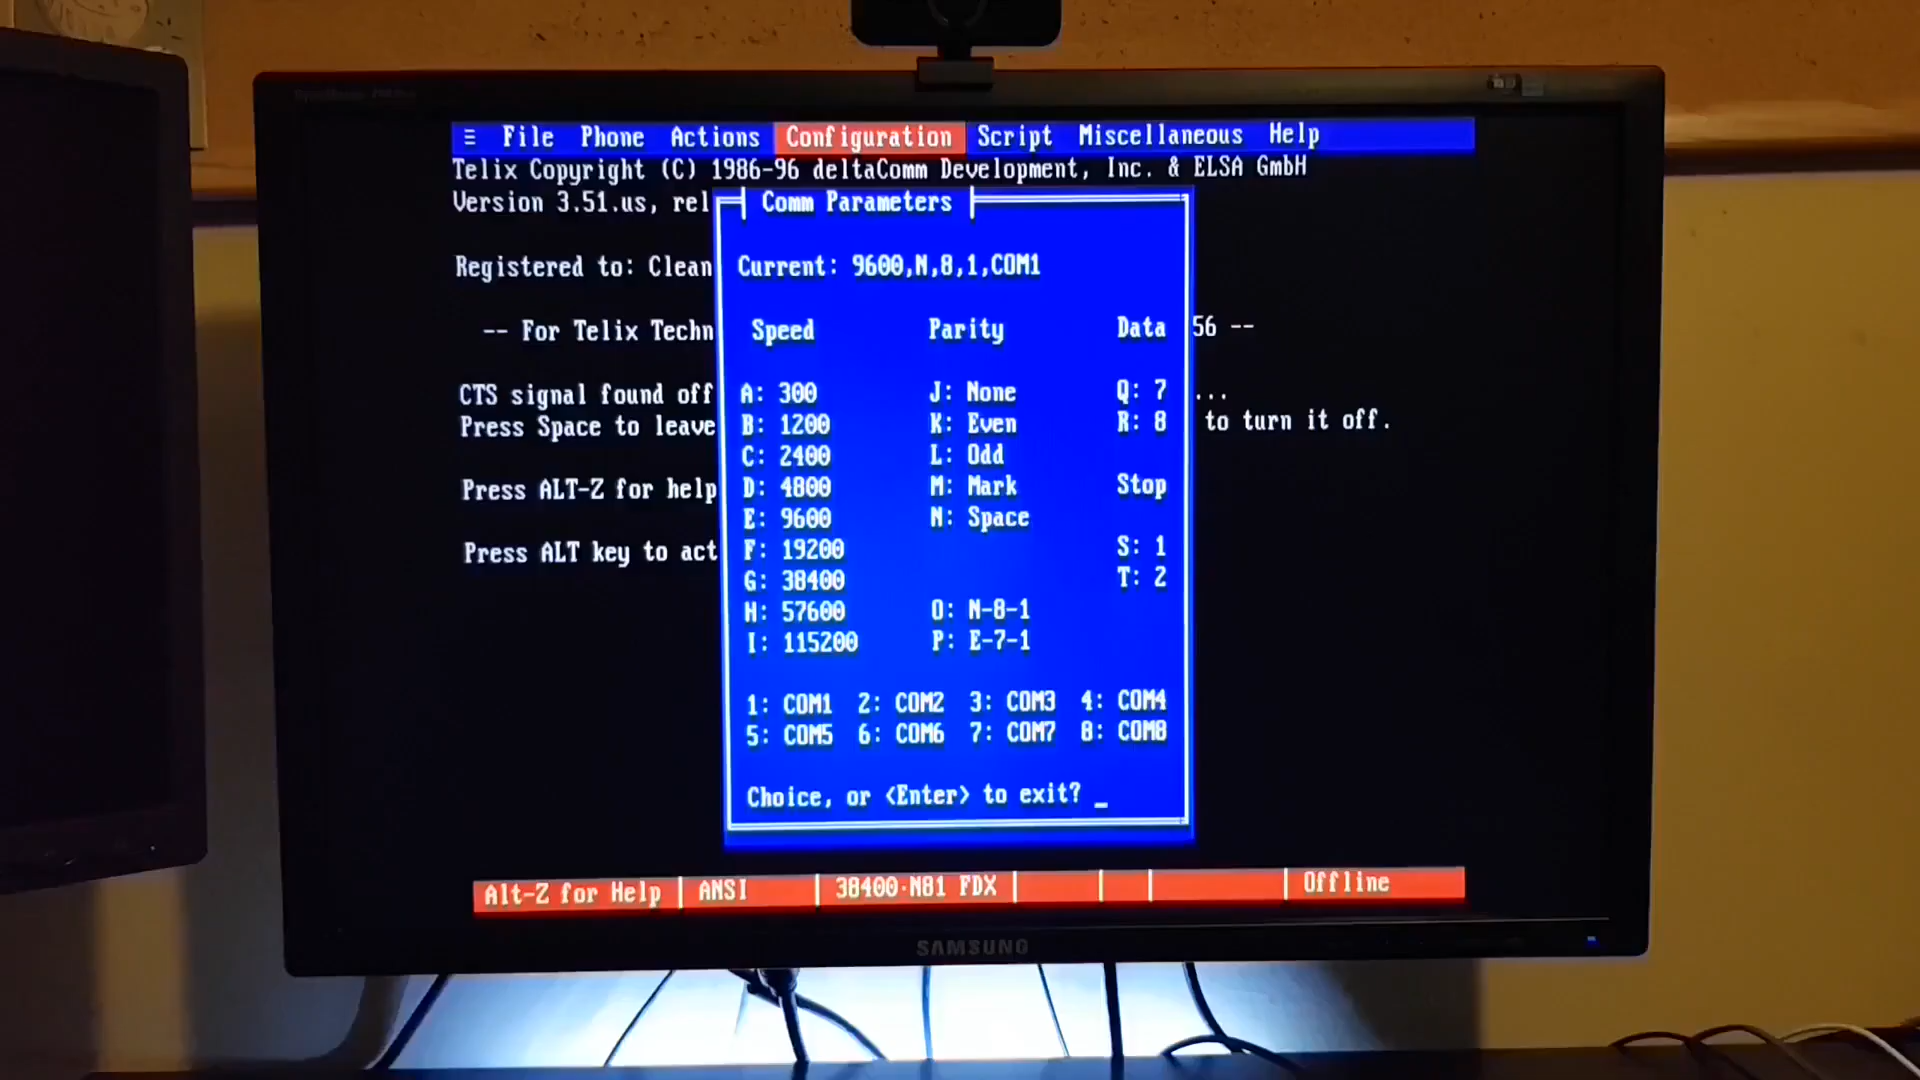 ≡ File Phone Actions Configuration Script Miscellaneous Help
Telix Copyright (C) 1986-96 deltaComm Development, Inc. & ELSA GmbH
Version 3.51.us, rel
Registered to: Clean
-- For Telix Techn 56 --
CTS signal found off ...
Press Space to leave to turn it off.
Press ALT-Z for help
Press ALT key to act
Comm Parameters
Current: 9600,N,8,1,COM1
Speed Parity Data
A: 300 J: None Q: 7
B: 1200 K: Even R: 8
C: 2400 L: Odd
D: 4800 M: Mark Stop
E: 9600 N: Space
F: 19200 S: 1
G: 38400 T: 2
H: 57600 O: N-8-1
I: 115200 P: E-7-1
1: COM1 2: COM2 3: COM3 4: COM4
5: COM5 6: COM6 7: COM7 8: COM8
Choice, or <Enter> to exit? _
Alt-Z for Help ANSI 38400·N81 FDX Offline
SAMSUNG